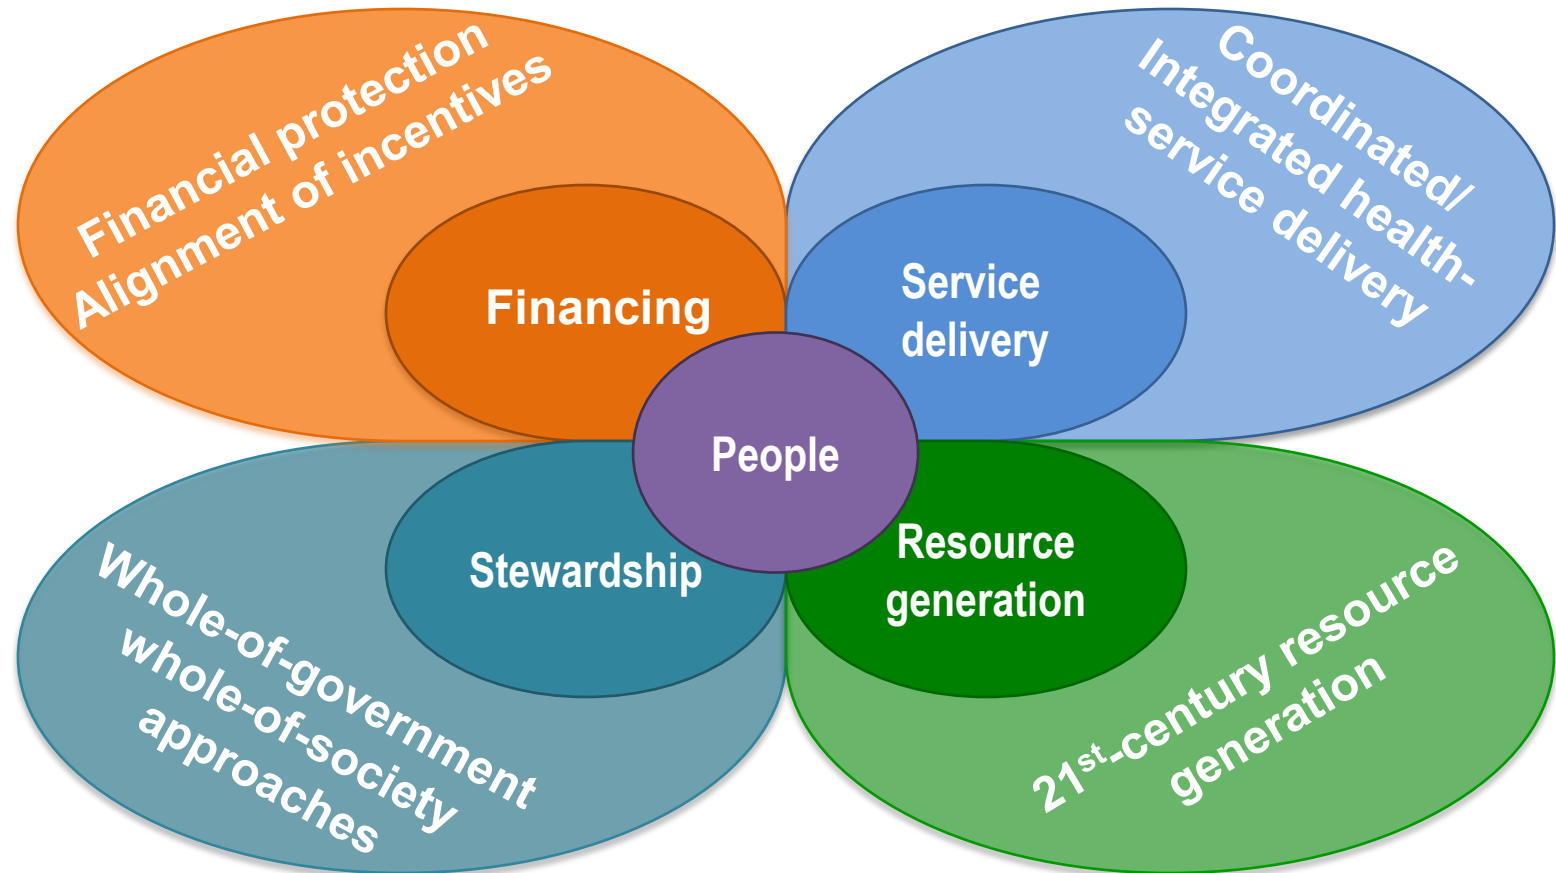 Financial protection
Alignment of incentives
Coordinated/
Integrated health-
service delivery
Financing
Service
delivery
People
Stewardship
Resource
generation
Whole-of-government
whole-of-society
approaches
21st-century resource
generation